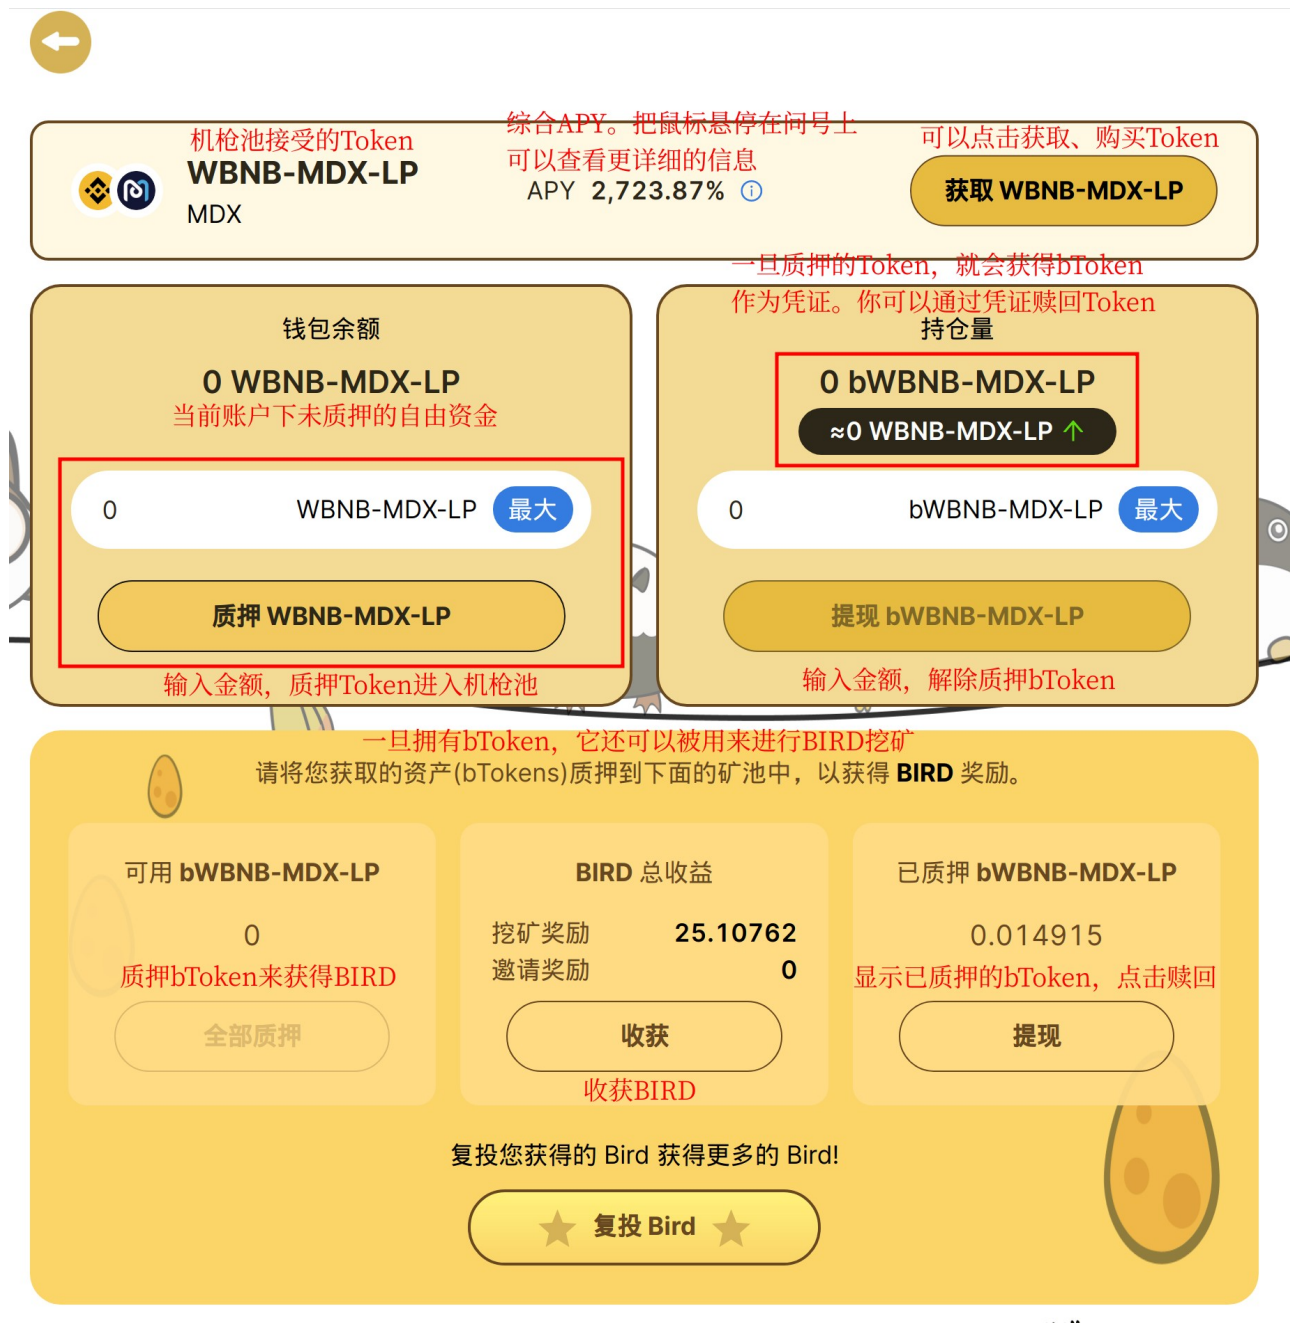 机枪池接受的Token
综合APY。把鼠标悬停在问号上
可以查看更详细的信息
可以点击获取、购买Token
WBNB-MDX-LP
MDX
APY 2,723.87%
获取 WBNB-MDX-LP
一旦质押的Token，就会获得bToken
作为凭证。你可以通过凭证赎回Token
钱包余额
0 WBNB-MDX-LP
当前账户下未质押的自由资金
0 WBNB-MDX-LP 最大
质押 WBNB-MDX-LP
输入金额，质押Token进入机枪池
持仓量
0 bWBNB-MDX-LP
≈0 WBNB-MDX-LP ↑
0 bWBNB-MDX-LP 最大
提现 bWBNB-MDX-LP
输入金额，解除质押bToken
一旦拥有bToken，它还可以被用来进行BIRD挖矿
请将您获取的资产(bTokens)质押到下面的矿池中，以获得 BIRD 奖励。
可用 bWBNB-MDX-LP
0
质押bToken来获得BIRD
全部质押
BIRD 总收益
挖矿奖励 25.10762
邀请奖励 0
收获
收获BIRD
已质押 bWBNB-MDX-LP
0.014915
显示已质押的bToken，点击赎回
提现
复投您获得的 Bird 获得更多的 Bird!
复投 Bird